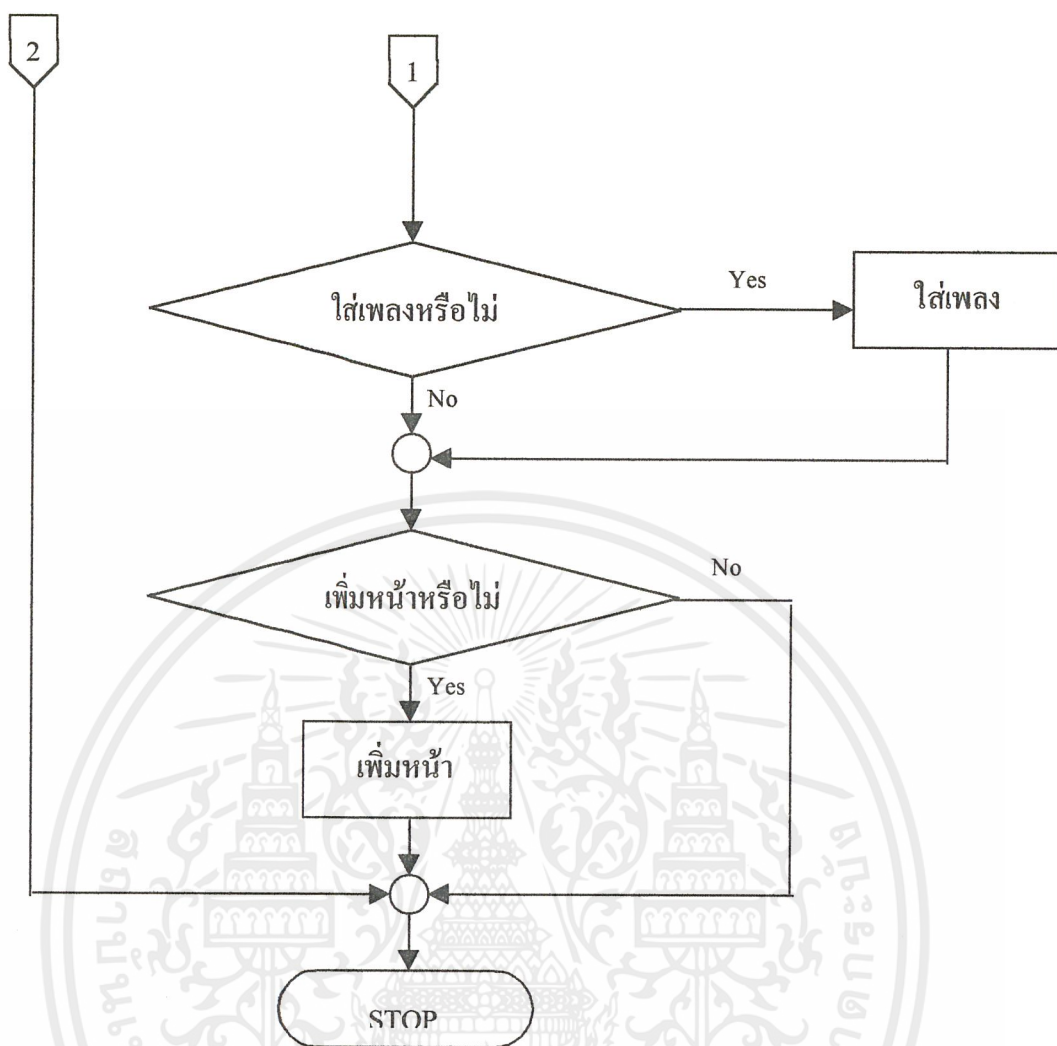 2
1
ใส่เพลงหรือไม่
Yes
ใส่เพลง
No
เพิ่มหน้าหรือไม่
No
Yes
เพิ่มหน้า
STOP